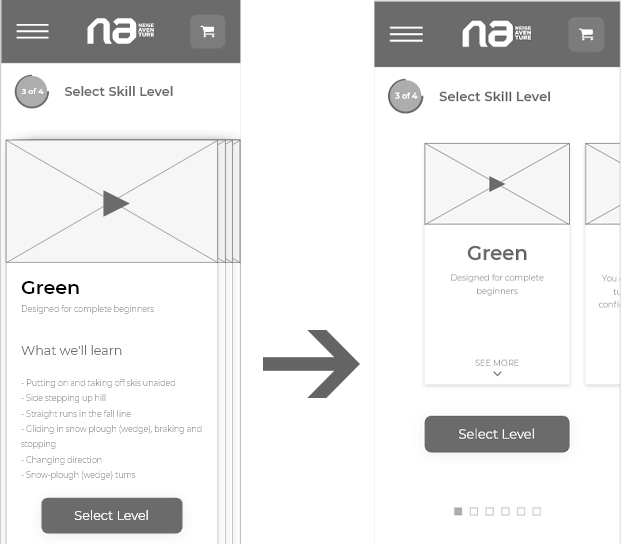 na NEIGE
AVEN
TURE
3 of 4
Select Skill Level
Green
Designed for complete beginners
What we'll learn
- Putting on and taking off skis unaided
- Side stepping up hill
- Straight runs in the fall line
- Gliding in snow plough (wedge), braking and
stopping
- Changing direction
- Snow-plough (wedge) turns
Select Level
na NEIGE
AVEN
TURE
3 of 4
Select Skill Level
Green
Designed for complete
beginners
SEE MORE
You
tu
confi
Select Level